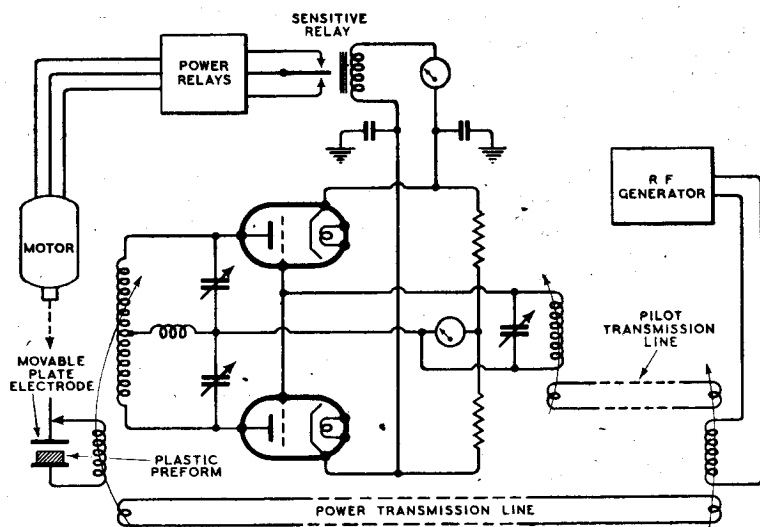 SENSITIVE
RELAY
POWER
RELAYS
R F
GENERATOR
MOTOR
PILOT
TRANSMISSION
LINE
MOVABLE
PLATE
ELECTRODE
PLASTIC
PREFORM
POWER TRANSMISSION LINE